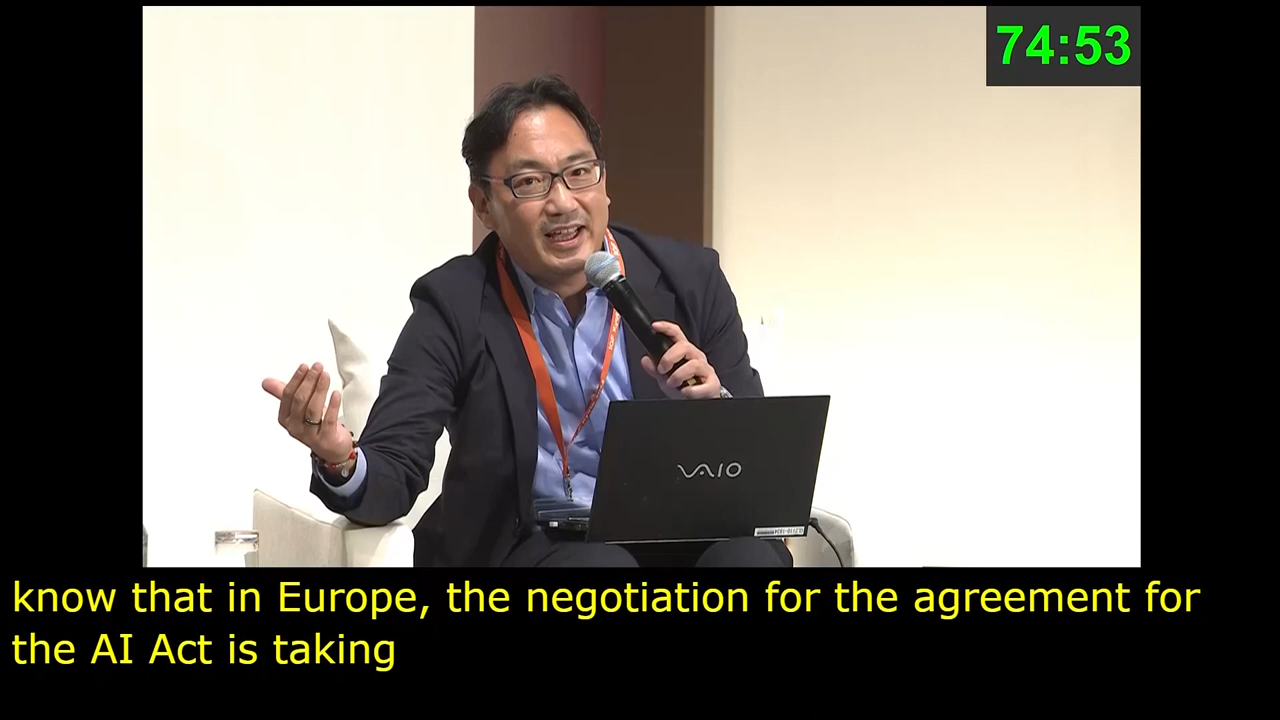 74:53
VAIO
know that in Europe, the negotiation for the agreement for
the AI Act is taking